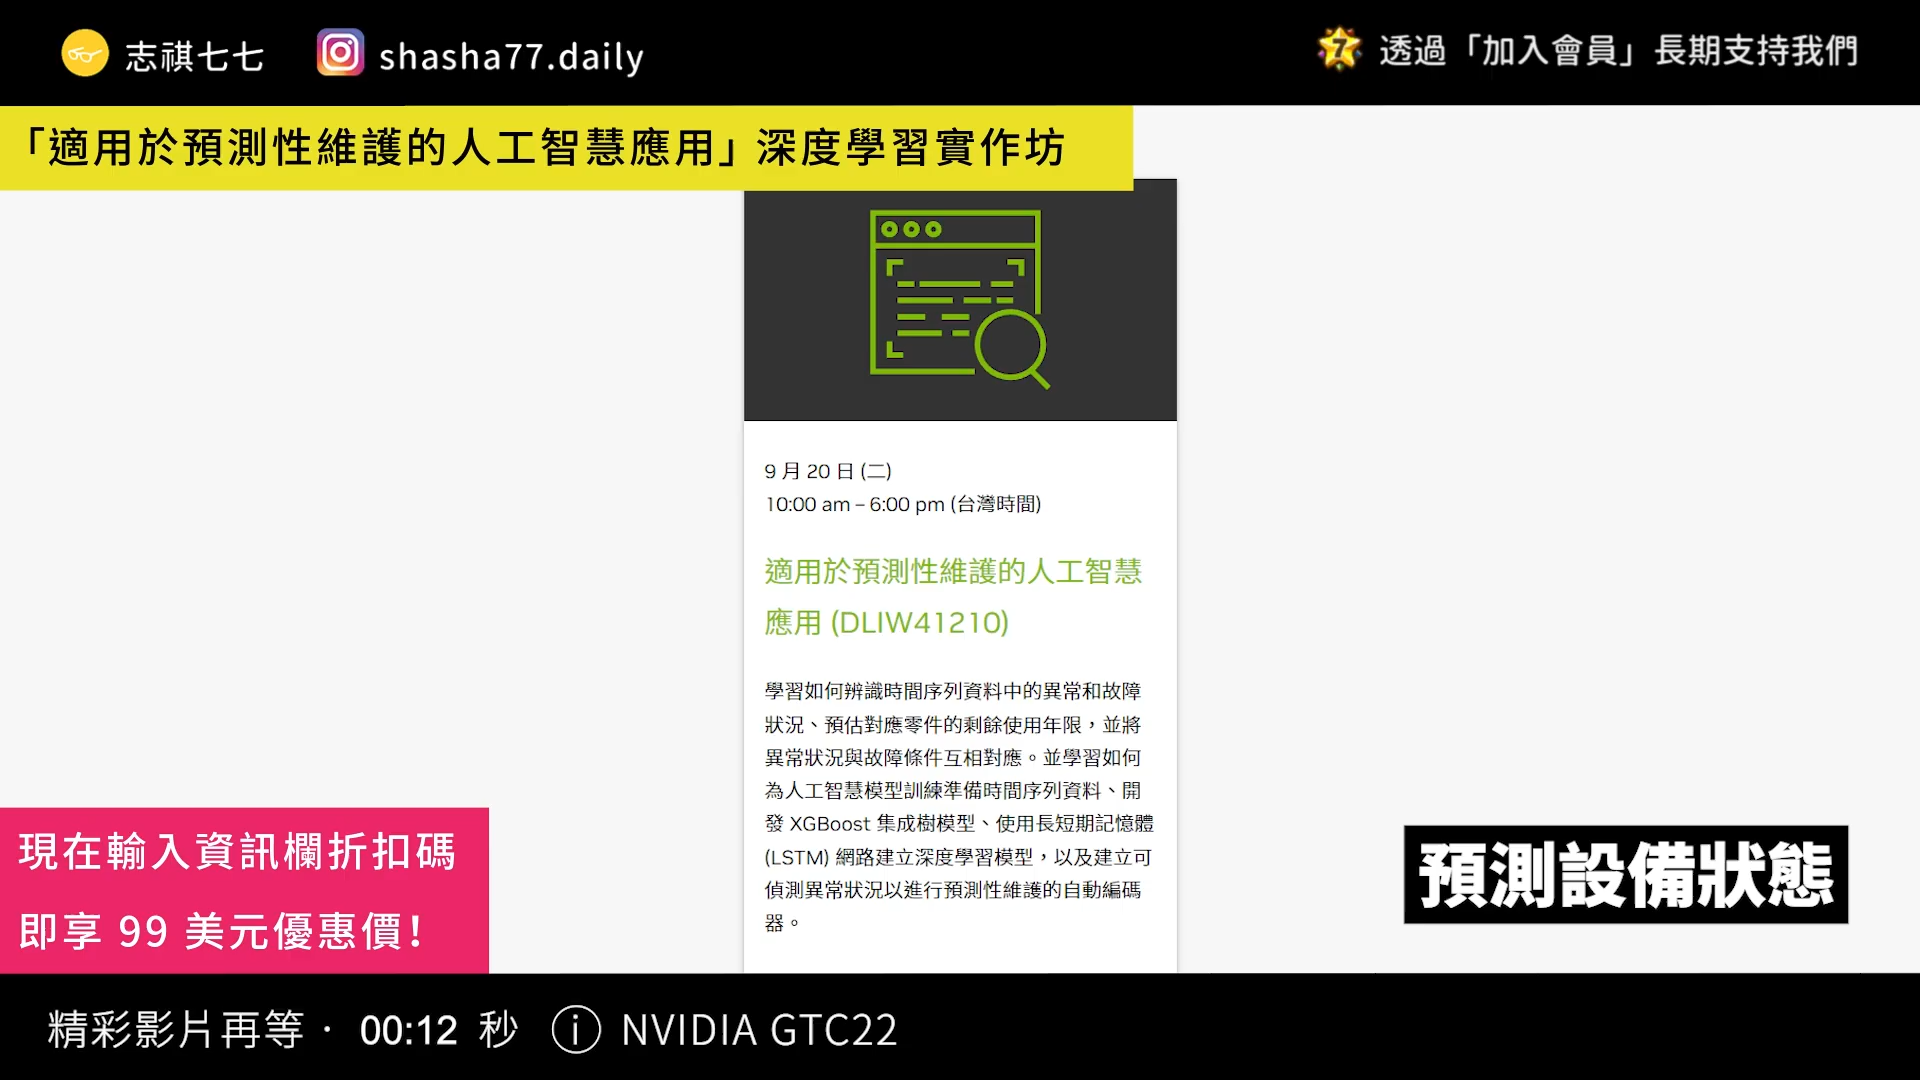 志祺七七
shasha77.daily
透過「加入會員」長期支持我們
「適用於預測性維護的人工智慧應用」深度學習實作坊
9 月 20 日 (二)
10:00 am – 6:00 pm (台灣時間)
適用於預測性維護的人工智慧
應用 (DLIW41210)
學習如何辨識時間序列資料中的異常和故障
狀況、預估對應零件的剩餘使用年限，並將
異常狀況與故障條件互相對應。並學習如何
為人工智慧模型訓練準備時間序列資料、開
發 XGBoost 集成樹模型、使用長短期記憶體
(LSTM) 網路建立深度學習模型，以及建立可
偵測異常狀況以進行預測性維護的自動編碼
器。
現在輸入資訊欄折扣碼
即享 99 美元優惠價！
預測設備狀態
精彩影片再等· 00:12 秒
NVIDIA GTC22